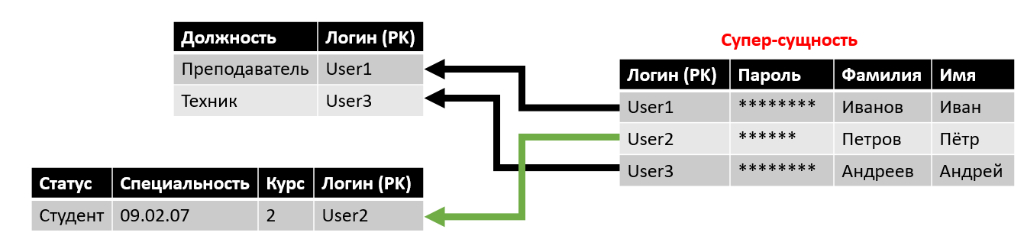 Должность Логин (PK)
Преподаватель User1
Техник User3
Супер-сущность
Логин (PK) Пароль Фамилия Имя
User1 ******** Иванов Иван
User2 ****** Петров Пётр
User3 ******** Андреев Андрей
Статус Специальность Курс Логин (PK)
Студент 09.02.07 2 User2